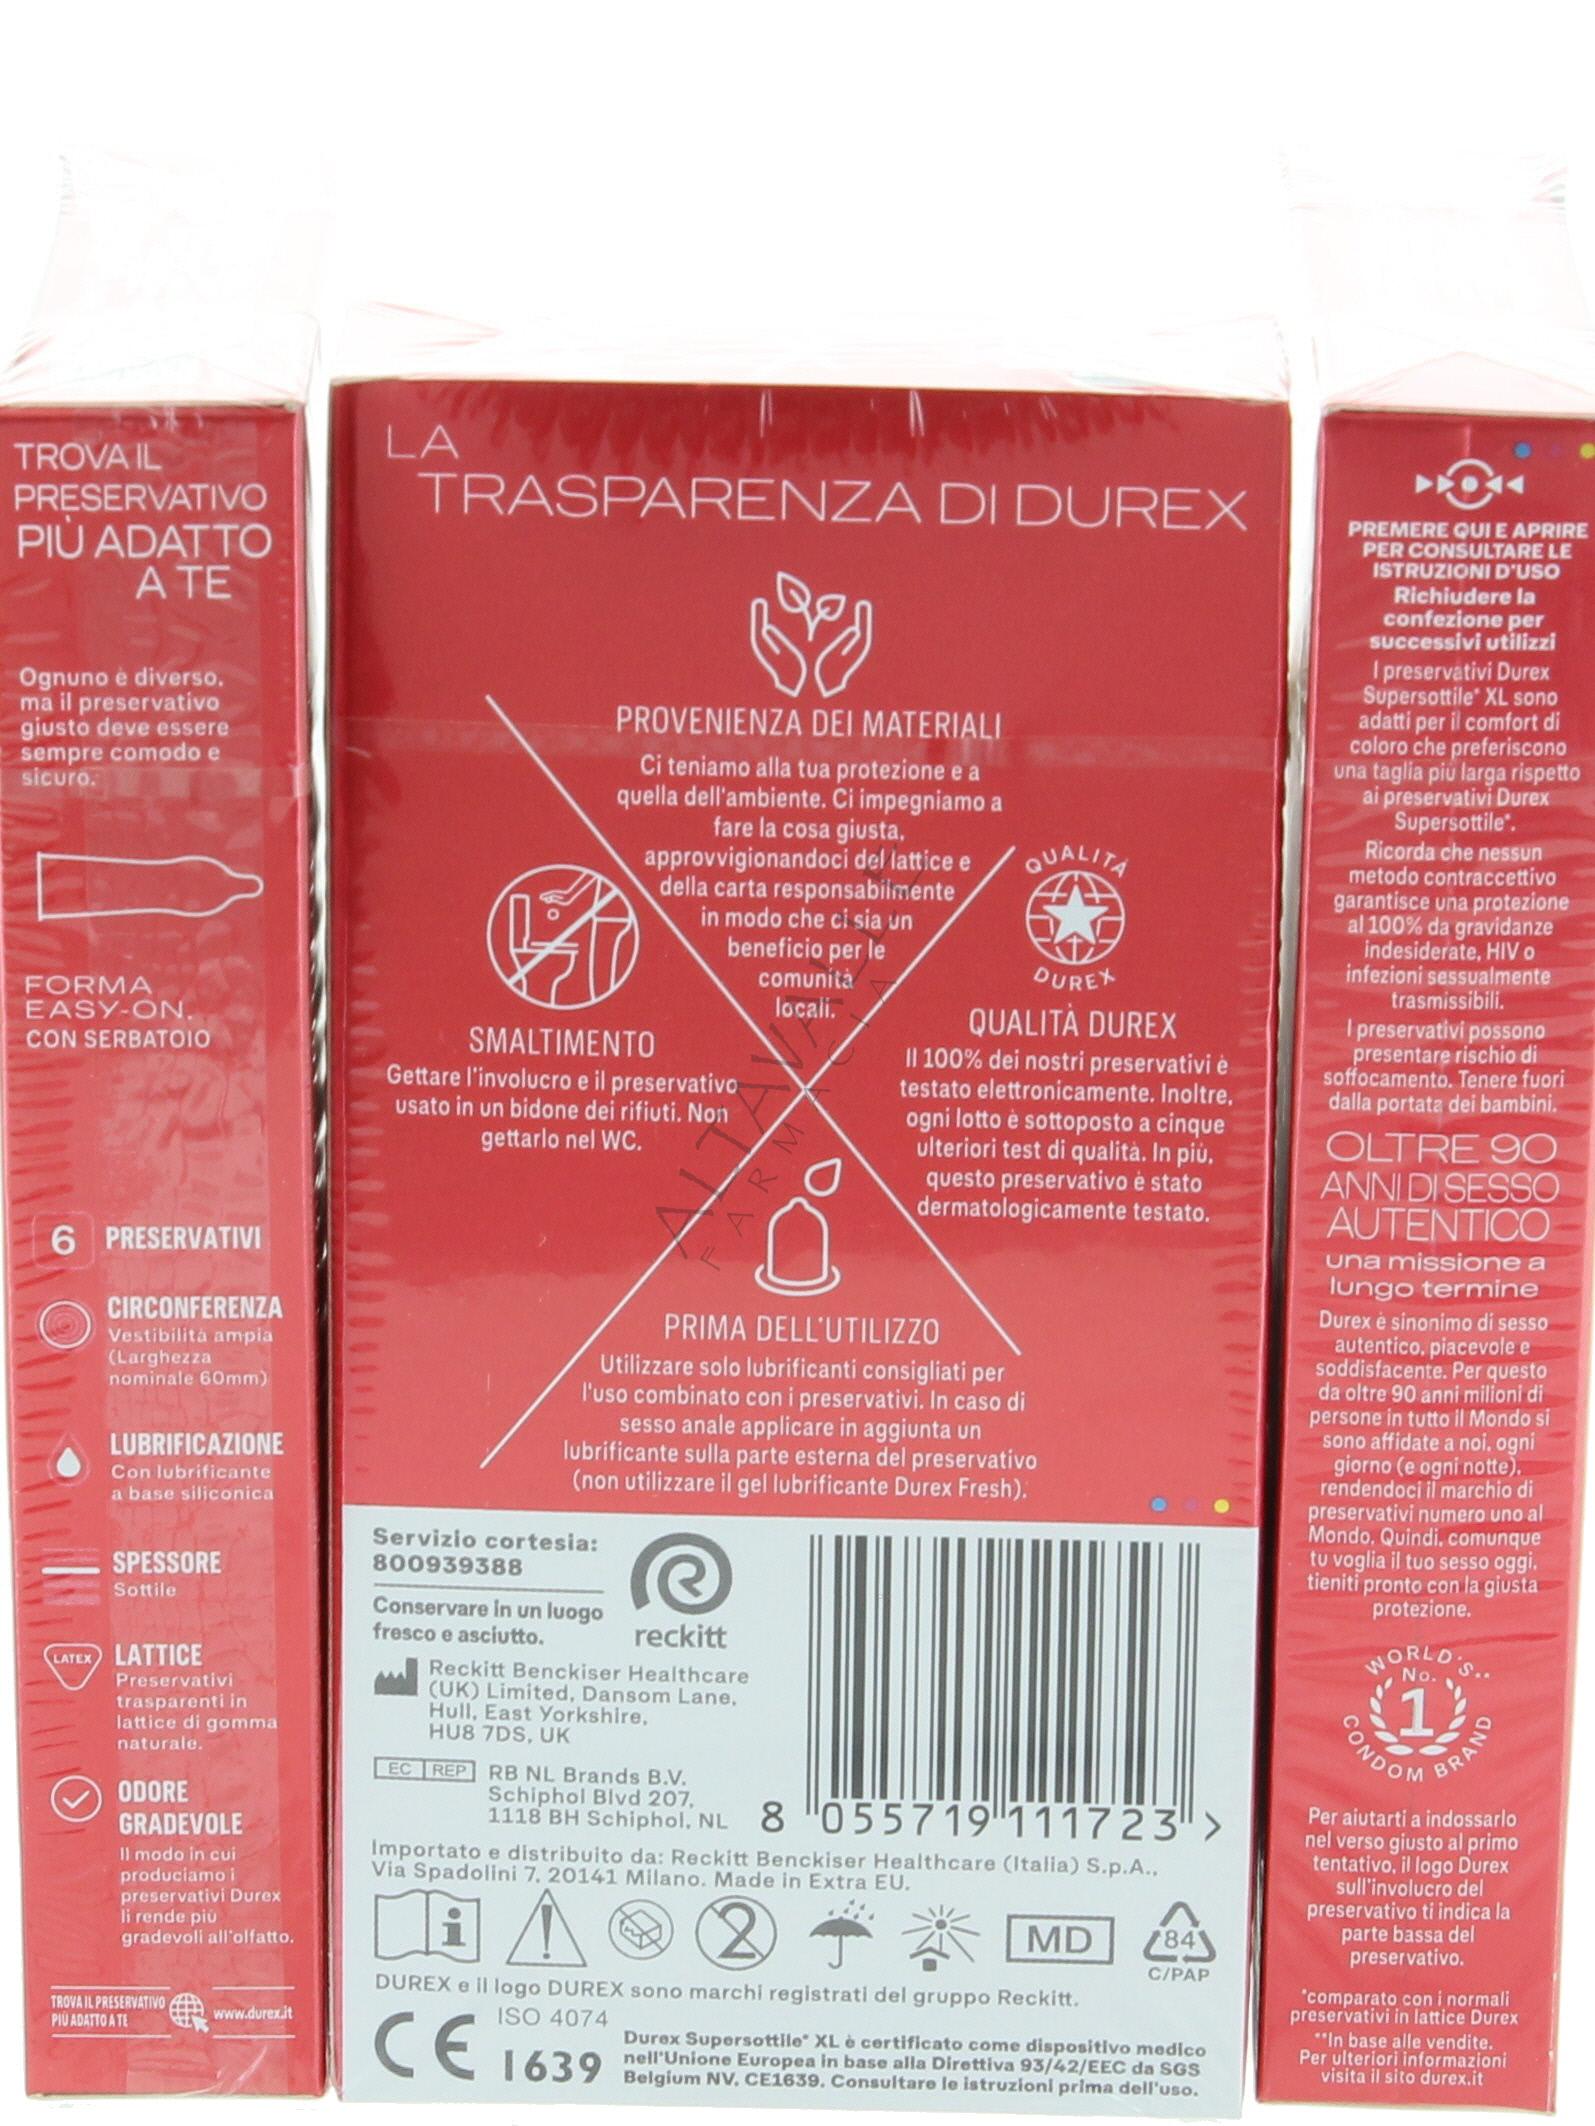 TROVA IL
PRESERVATIVO
PIÙ ADATTO
A TE
Ognuno è diverso,
ma il preservativo
giusto deve essere
sempre comodo e
sicuro.
FORMA
EASY-ON.
CON SERBATOIO
6 PRESERVATIVI
CIRCONFERENZA
Vestibilità ampia
(Larghezza
nominale 60mm)
LUBRIFICAZIONE
Con lubrificante
a base siliconica
SPESSORE
Sottile
LATEX
LATTICE
Preservativi
trasparenti in
lattice di gomma
naturale.
ODORE
GRADEVOLE
Il modo in cui
produciamo i
preservativi Durex
li rende più
gradevoli all'olfatto.
TROVA IL PRESERVATIVO
PIÙ ADATTO A TE
www.durex.it
LA
TRASPARENZA DI DUREX
PROVENIENZA DEI MATERIALI
Ci teniamo alla tua protezione e a
quella dell'ambiente. Ci impegniamo a
fare la cosa giusta,
approvvigionandoci del lattice e
della carta responsabilmente
in modo che ci sia un
beneficio per le
comunità
locali.
SMALTIMENTO
Gettare l'involucro e il preservativo
usato in un bidone dei rifiuti. Non
gettarlo nel WC.
QUALITÀ
DUREX
QUALITÀ DUREX
Il 100% dei nostri preservativi è
testato elettronicamente. Inoltre,
ogni lotto è sottoposto a cinque
ulteriori test di qualità. In più,
questo preservativo è stato
dermatologicamente testato.
ALTAVALLE
FARMACIA
PRIMA DELL'UTILIZZO
Utilizzare solo lubrificanti consigliati per
l'uso combinato con i preservativi. In caso di
sesso anale applicare in aggiunta un
lubrificante sulla parte esterna del preservativo
(non utilizzare il gel lubrificante Durex Fresh).
Servizio cortesia:
800939388
Conservare in un luogo
fresco e asciutto.
reckitt
Reckitt Benckiser Healthcare
(UK) Limited, Dansom Lane,
Hull, East Yorkshire,
HU8 7DS, UK
EC REP
RB NL Brands B.V.
Schiphol Blvd 207,
1118 BH Schiphol, NL
8 055719 111723 >
Importato e distribuito da: Reckitt Benckiser Healthcare (Italia) S.p.A.,
Via Spadolini 7, 20141 Milano. Made in Extra EU.
2
MD
84
C/PAP
DUREX e il logo DUREX sono marchi registrati del gruppo Reckitt.
CE
ISO 4074
1639
Durex Supersottile* XL è certificato come dispositivo medico
nell'Unione Europea in base alla Direttiva 93/42/EEC da SGS
Belgium NV. CE1639. Consultare le istruzioni prima dell'uso.
PREMERE QUI E APRIRE
PER CONSULTARE LE
ISTRUZIONI D'USO
Richiudere la
confezione per
successivi utilizzi
I preservativi Durex
Supersottile* XL sono
adatti per il comfort di
coloro che preferiscono
una taglia più larga rispetto
ai preservativi Durex
Supersottile*.
Ricorda che nessun
metodo contraccettivo
garantisce una protezione
al 100% da gravidanze
indesiderate, HIV o
infezioni sessualmente
trasmissibili.
I preservativi possono
presentare rischio di
soffocamento. Tenere fuori
dalla portata dei bambini.
OLTRE 90
ANNI DI SESSO
AUTENTICO
una missione a
lungo termine
Durex è sinonimo di sesso
autentico, piacevole e
soddisfacente. Per questo
da oltre 90 anni milioni di
persone in tutto il Mondo si
sono affidate a noi, ogni
giorno (e ogni notte),
rendendoci il marchio di
preservativi numero uno al
Mondo. Quindi, comunque
tu voglia il tuo sesso oggi,
tieniti pronto con la giusta
protezione.
WORLD'S**
No.
1
CONDOM BRAND
Per aiutarti a indossarlo
nel verso giusto al primo
tentativo, il logo Durex
sull'involucro del
preservativo ti indica la
parte bassa del
preservativo.
*comparato con i normali
preservativi in lattice Durex
**In base alle vendite.
Per ulteriori informazioni
visita il sito durex.it